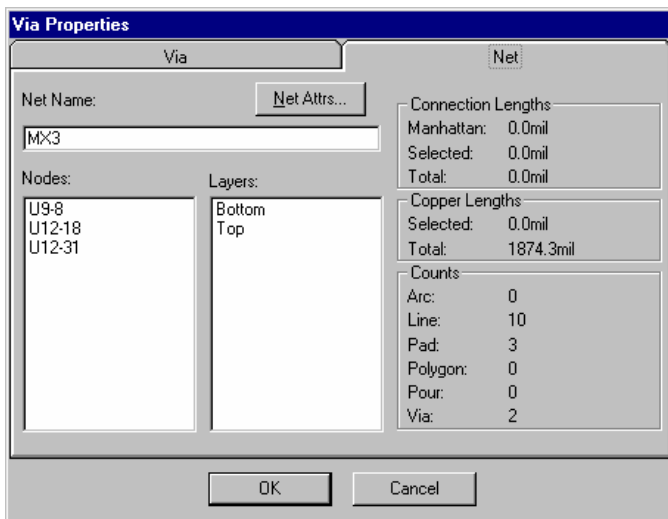 Via Properties
Via
Net
Net Name:
Net Attrs...
MX3
Nodes:
U9-8
U12-18
U12-31
Layers:
Bottom
Top
Connection Lengths
Manhattan: 0.0mil
Selected: 0.0mil
Total: 0.0mil
Copper Lengths
Selected: 0.0mil
Total: 1874.3mil
Counts
Arc: 0
Line: 10
Pad: 3
Polygon: 0
Pour: 0
Via: 2
OK
Cancel